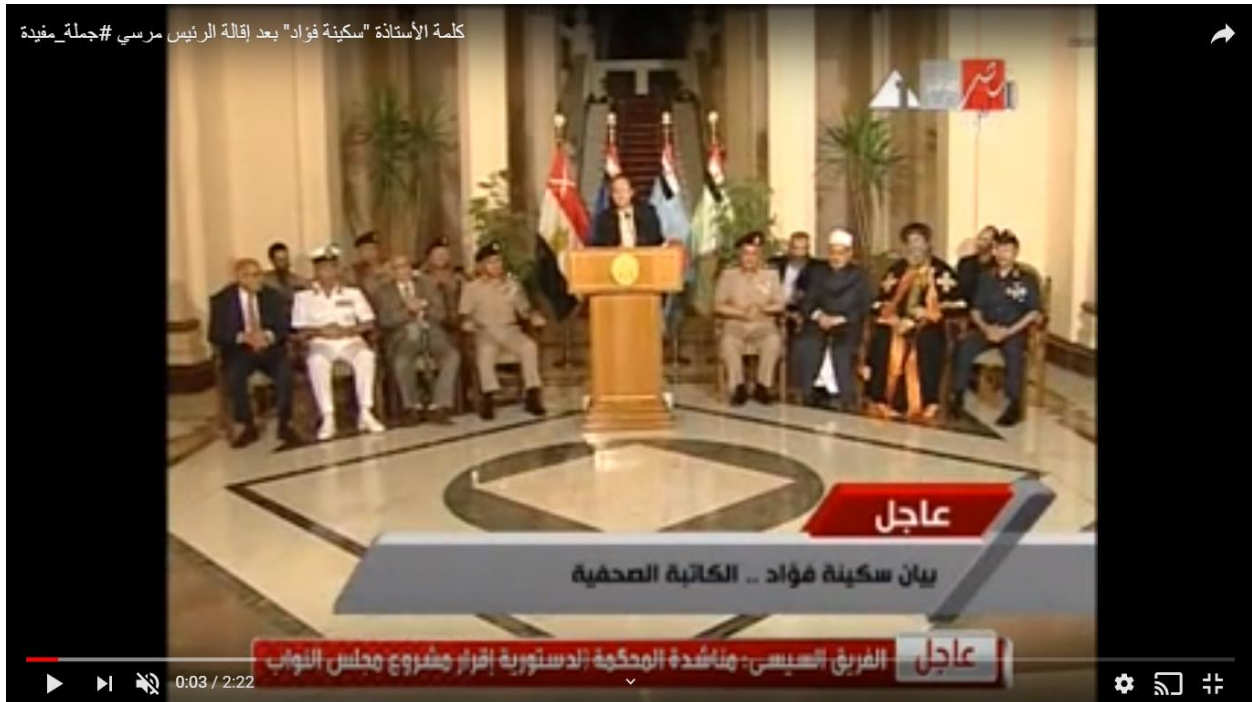 كلمة الأستاذة "سكينة فؤاد" بعد إقالة الرئيس مرسي #جملة_مفيدة
عاجل
بيان سكينة فؤاد .. الكاتبة الصحفية
عاجل
الفريق السيسى: مناشدة المحكمة الدستورية إقرار مشروع مجلس النواب
0:03 / 2:22